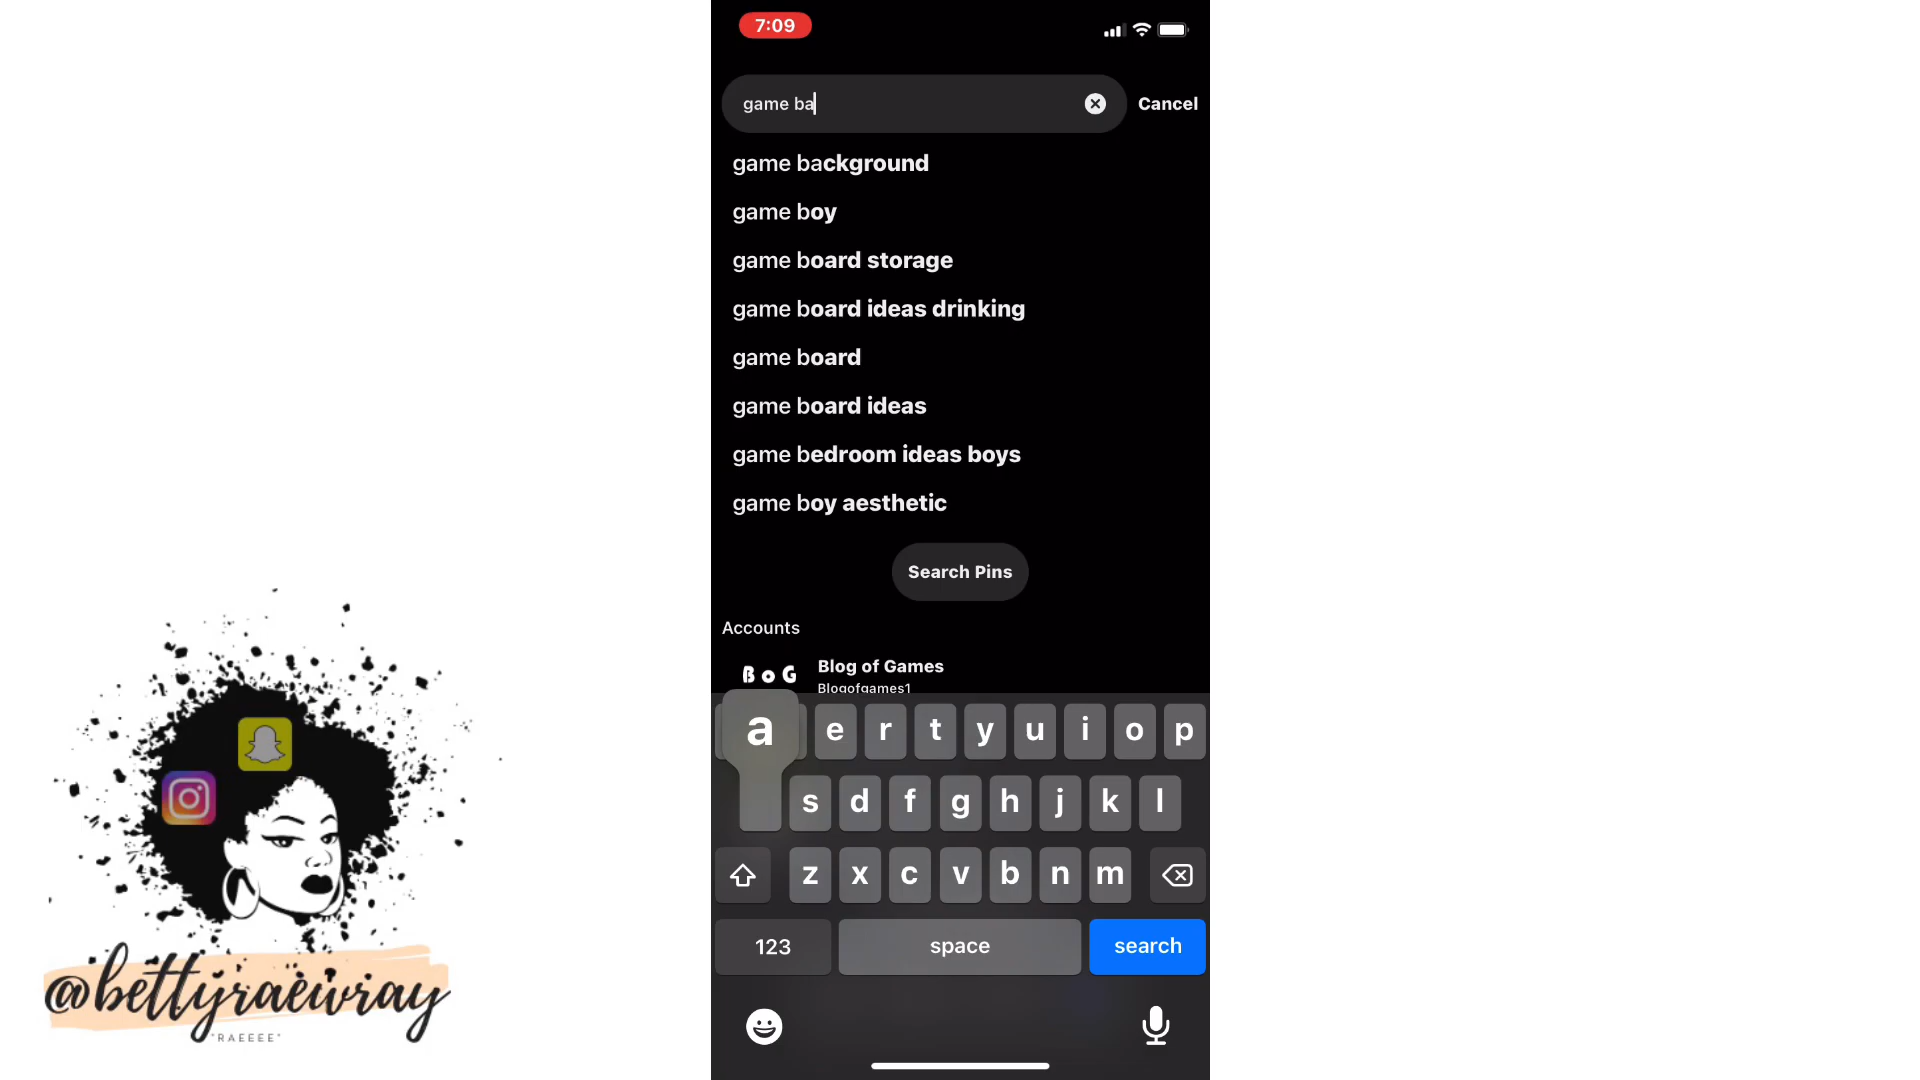 7:09
game ba
Cancel
game background
game boy
game board storage
game board ideas drinking
game board
game board ideas
game bedroom ideas boys
game boy aesthetic
Search Pins
Accounts
BoG
Blog of Games
Blogofgames1
a e r t y u i o p
s d f g h j k l
z x c v b n m
123 space search
@bettyraewray
"RAEEEE"